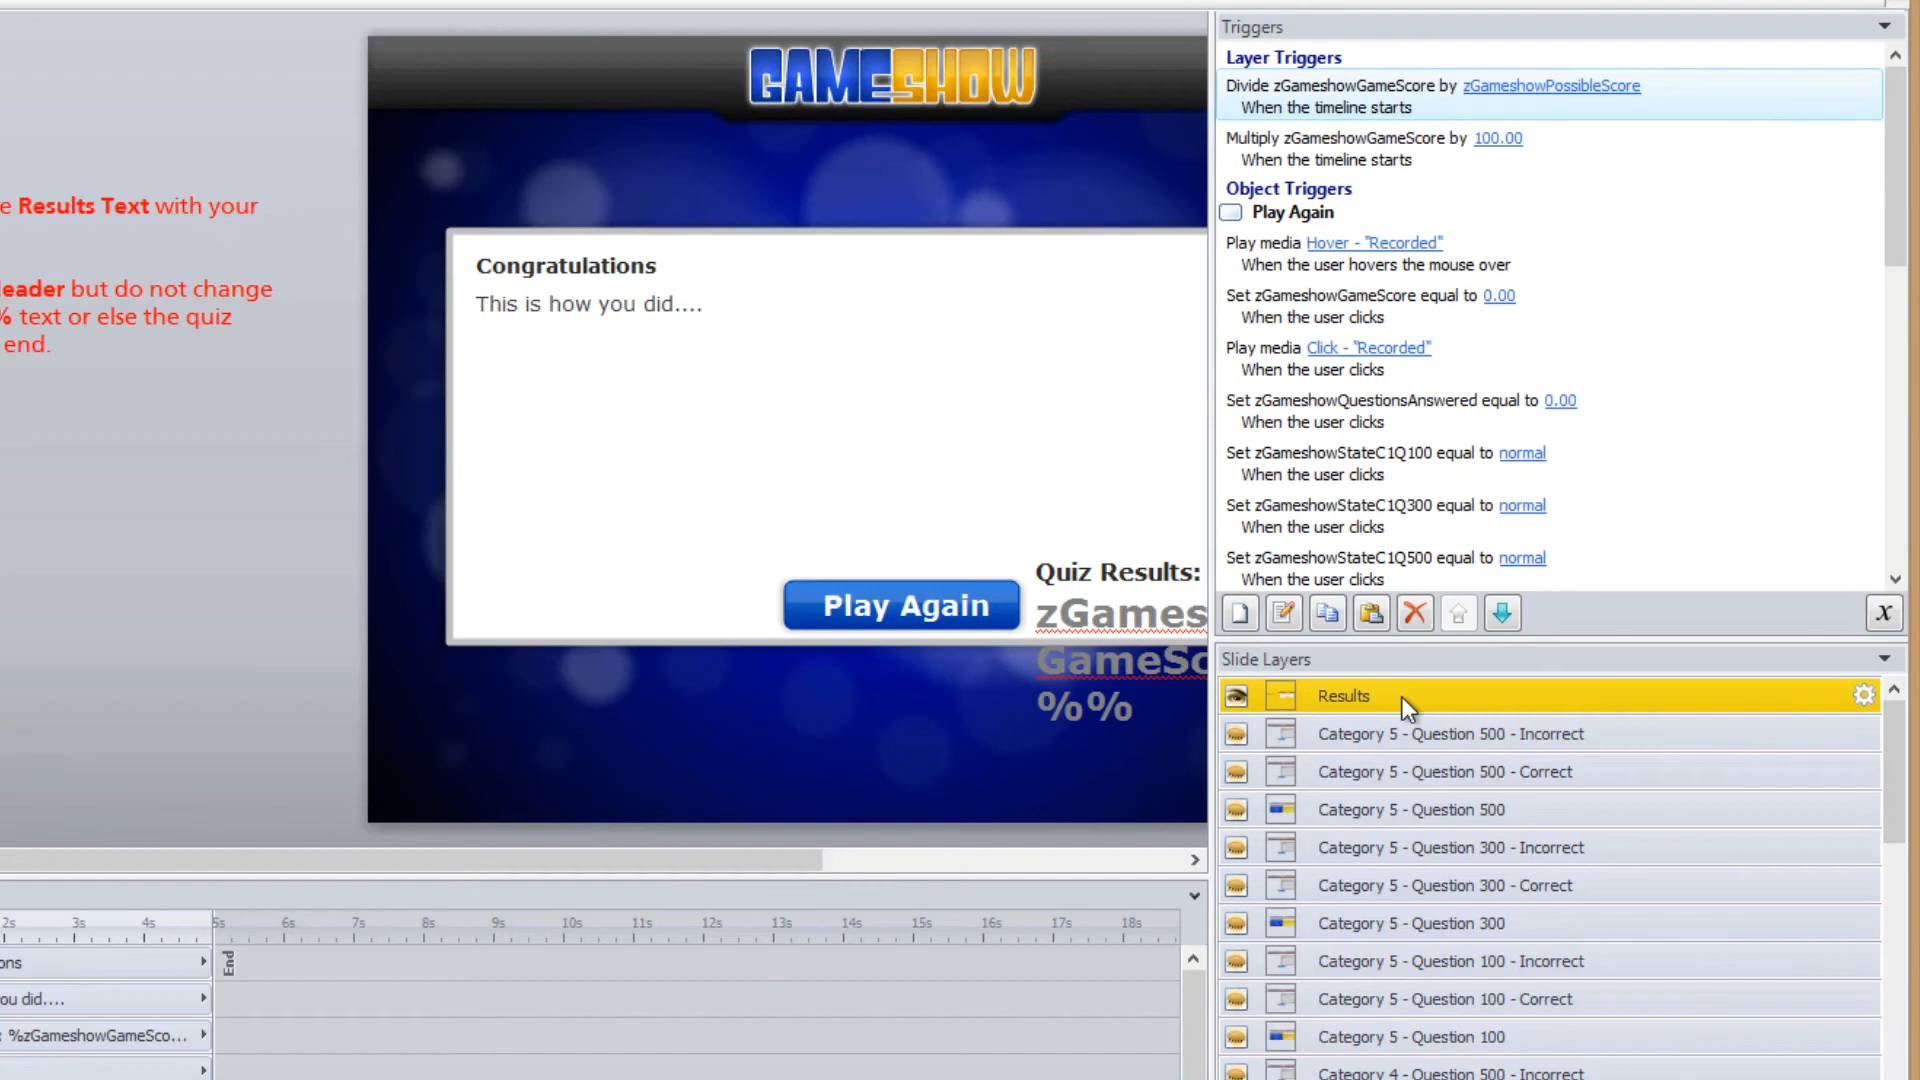 GAMESHOW
e Results Text with your
eader but do not change
% text or else the quiz
end.
Congratulations
This is how you did....
Play Again
Quiz Results:
zGames
GameSc
%%
2s 3s 4s 5s 6s 7s 8s 9s 10s 11s 12s 13s 14s 15s 16s 17s 18s
ons
End
ou did....
: %zGameshowGameSco...
Triggers
Layer Triggers
Divide zGameshowGameScore by zGameshowPossibleScore
When the timeline starts
Multiply zGameshowGameScore by 100.00
When the timeline starts
Object Triggers
Play Again
Play media Hover - "Recorded"
When the user hovers the mouse over
Set zGameshowGameScore equal to 0.00
When the user clicks
Play media Click - "Recorded"
When the user clicks
Set zGameshowQuestionsAnswered equal to 0.00
When the user clicks
Set zGameshowStateC1Q100 equal to normal
When the user clicks
Set zGameshowStateC1Q300 equal to normal
When the user clicks
Set zGameshowStateC1Q500 equal to normal
When the user clicks
x
Slide Layers
Results
Category 5 - Question 500 - Incorrect
Category 5 - Question 500 - Correct
Category 5 - Question 500
Category 5 - Question 300 - Incorrect
Category 5 - Question 300 - Correct
Category 5 - Question 300
Category 5 - Question 100 - Incorrect
Category 5 - Question 100 - Correct
Category 5 - Question 100
Category 4 - Question 500 - Incorrect